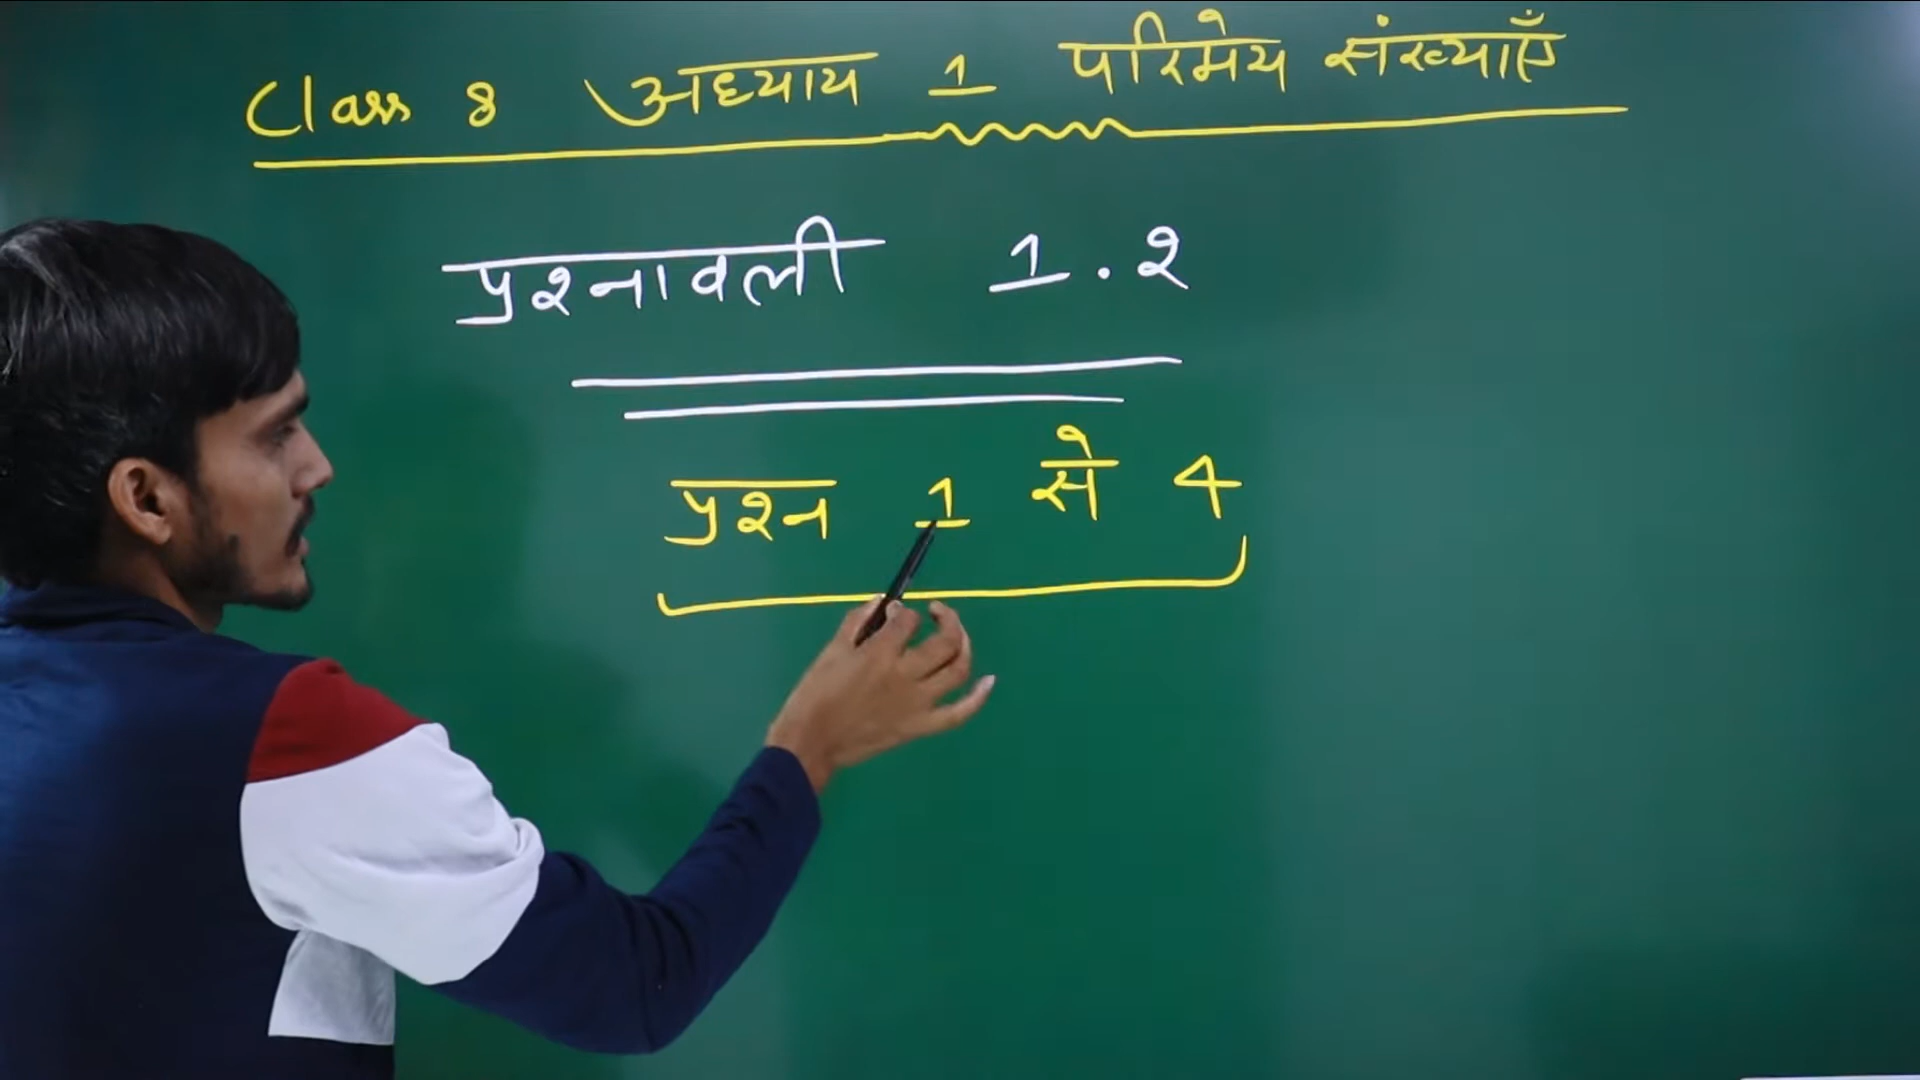 Class 8 अध्याय 1 परिमेय संख्याएँ
प्रश्नावली 1.2
प्रश्न 1 से 4